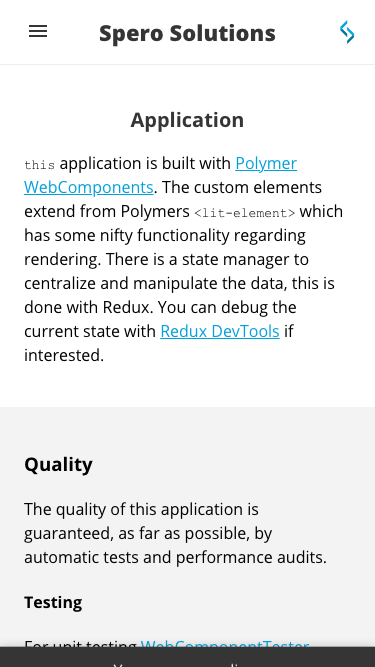 Spero Solutions
Application
this application is built with Polymer
WebComponents. The custom elements
extend from Polymers <lit-element> which
has some nifty functionality regarding
rendering. There is a state manager to
centralize and manipulate the data, this is
done with Redux. You can debug the
current state with Redux DevTools if
interested.
Quality
The quality of this application is
guaranteed, as far as possible, by
automatic tests and performance audits.
Testing
For unit testing WebComponentTester